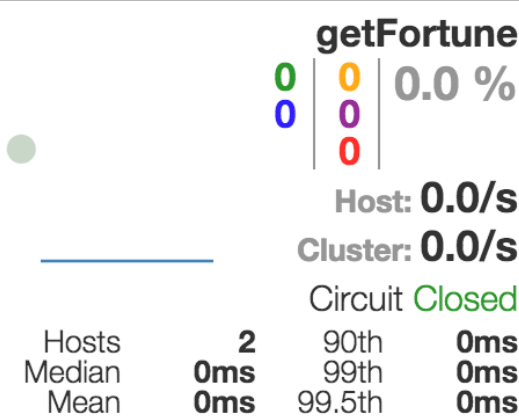 getFortune
0 0 0.0 %
0 0
0
Host: 0.0/s
Cluster: 0.0/s
Circuit Closed
Hosts 2 90th 0ms
Median 0ms 99th 0ms
Mean 0ms 99.5th 0ms